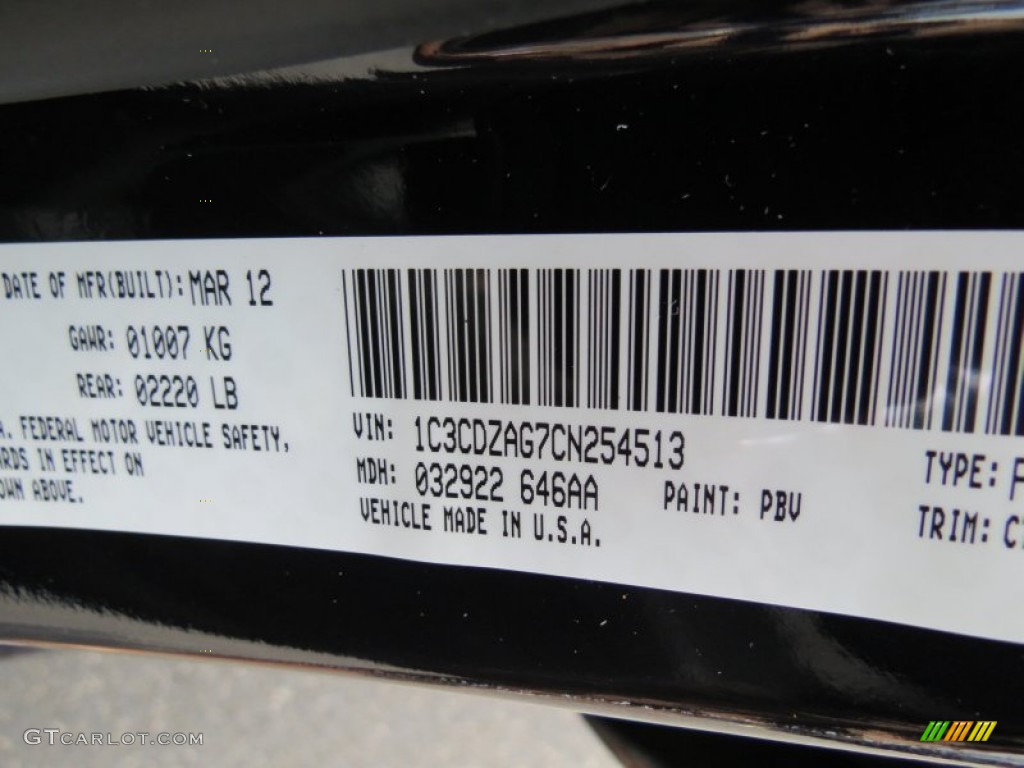 DATE OF MFR(BUILT): MAR 12
GAWR: 01007 KG
REAR: 02220 LB
A. FEDERAL MOTOR VEHICLE SAFETY,
RDS IN EFFECT ON
OWN ABOVE.
VIN: 1C3CDZAG7CN254513
MDH: 032922 646AA
PAINT: PBV
VEHICLE MADE IN U.S.A.
TYPE:
TRIM:
GTCARLOT.COM